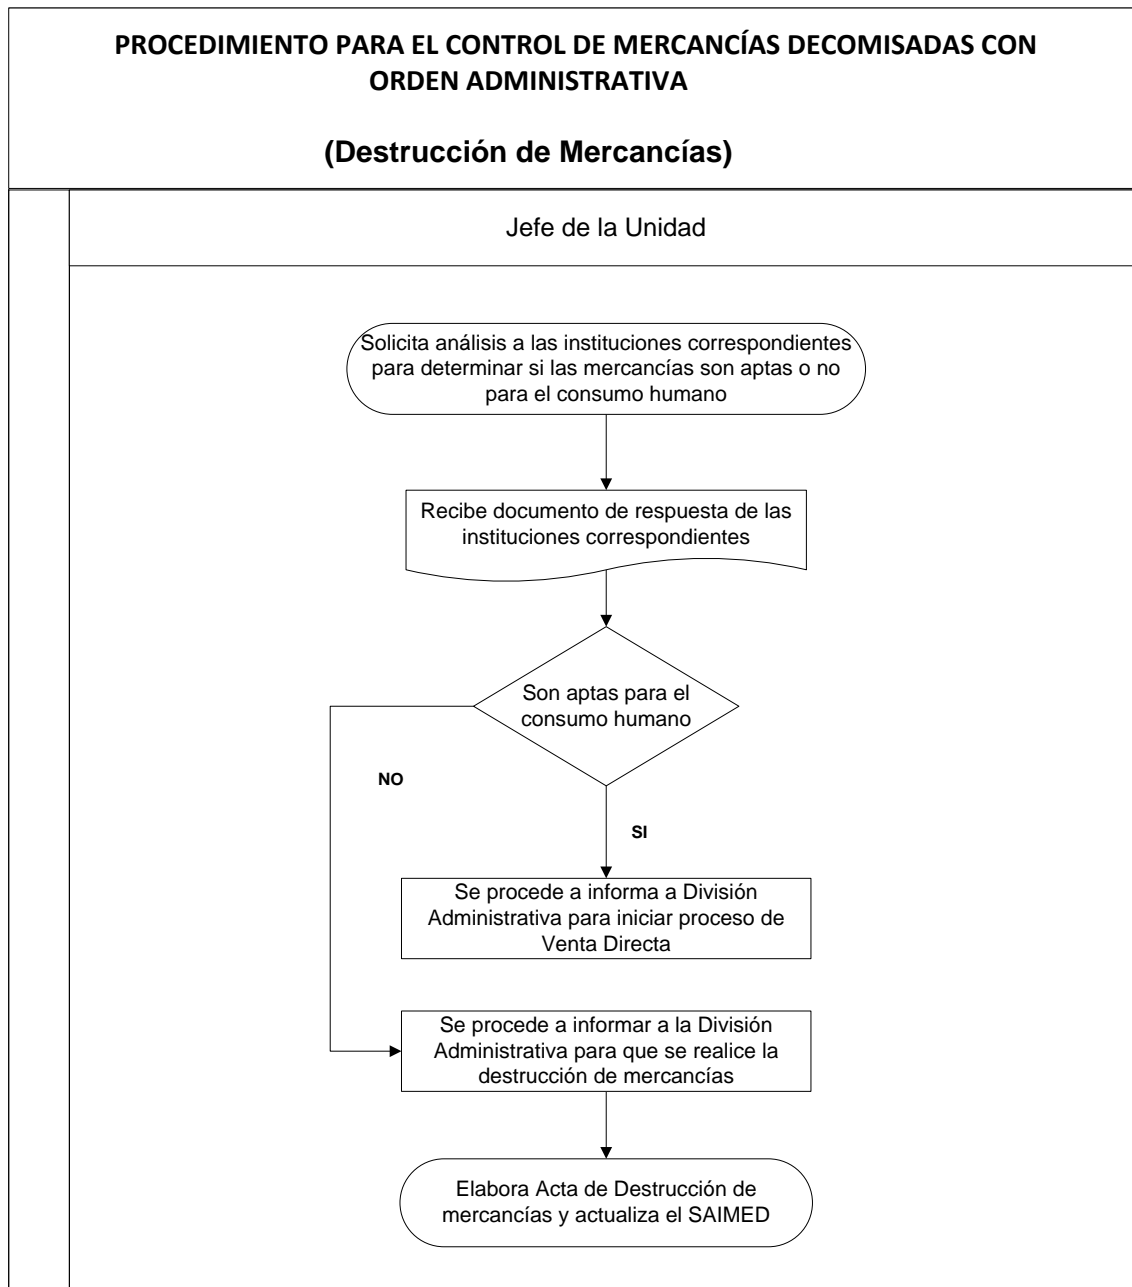 PROCEDIMIENTO PARA EL CONTROL DE MERCANCÍAS DECOMISADAS CON
ORDEN ADMINISTRATIVA
(Destrucción de Mercancías)
Jefe de la Unidad
Solicita análisis a las instituciones correspondientes
para determinar si las mercancías son aptas o no
para el consumo humano
Recibe documento de respuesta de las
instituciones correspondientes
Son aptas para el
consumo humano
NO
SI
Se procede a informa a División
Administrativa para iniciar proceso de
Venta Directa
Se procede a informar a la División
Administrativa para que se realice la
destrucción de mercancías
Elabora Acta de Destrucción de
mercancías y actualiza el SAIMED